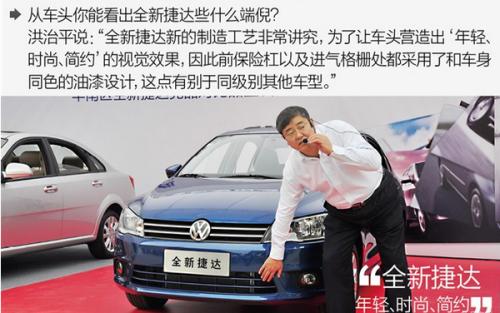 从车头你能看出全新捷达些什么端倪?
洪治平说:“全新捷达新的制造工艺非常讲究,为了让车头营造出‘年轻、
时尚、简约’的视觉效果,因此前保险杠以及进气格栅处都采用了和车身
同色的油漆设计,这点有别于同级别其他车型。”
全新捷达
“全新捷达
年轻、时尚、简约